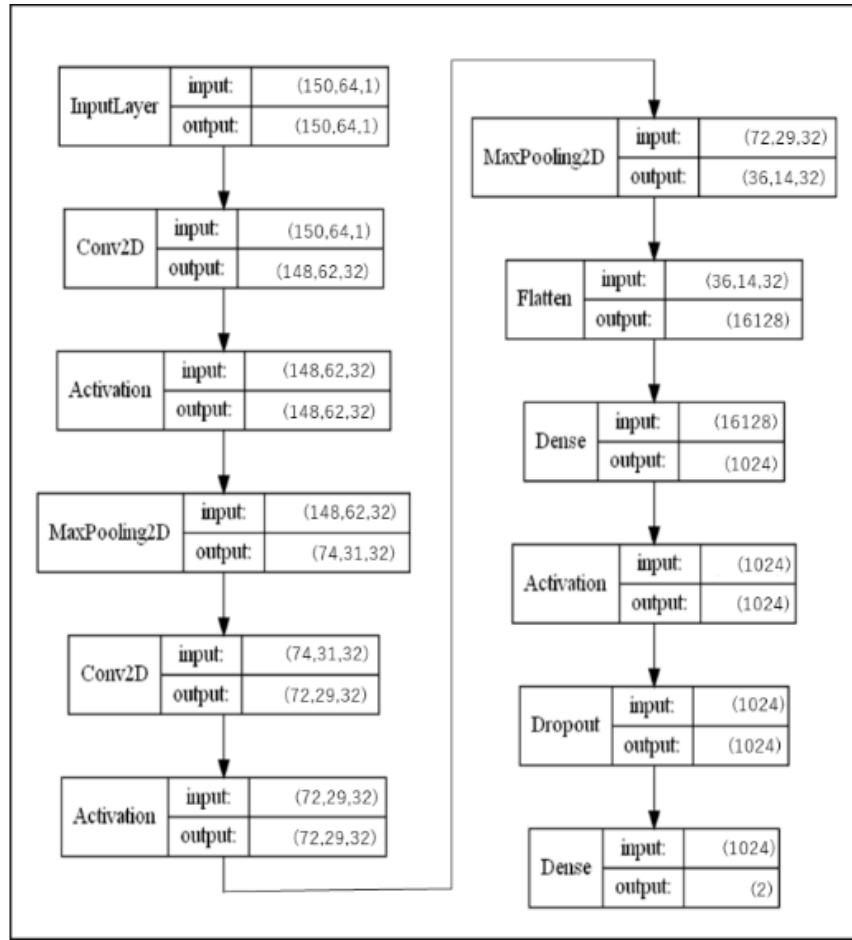 InputLayer
input: (150,64,1)
output: (150,64,1)
Conv2D
input: (150,64,1)
output: (148,62,32)
Activation
input: (148,62,32)
output: (148,62,32)
MaxPooling2D
input: (148,62,32)
output: (74,31,32)
Conv2D
input: (74,31,32)
output: (72,29,32)
Activation
input: (72,29,32)
output: (72,29,32)
MaxPooling2D
input: (72,29,32)
output: (36,14,32)
Flatten
input: (36,14,32)
output: (16128)
Dense
input: (16128)
output: (1024)
Activation
input: (1024)
output: (1024)
Dropout
input: (1024)
output: (1024)
Dense
input: (1024)
output: (2)